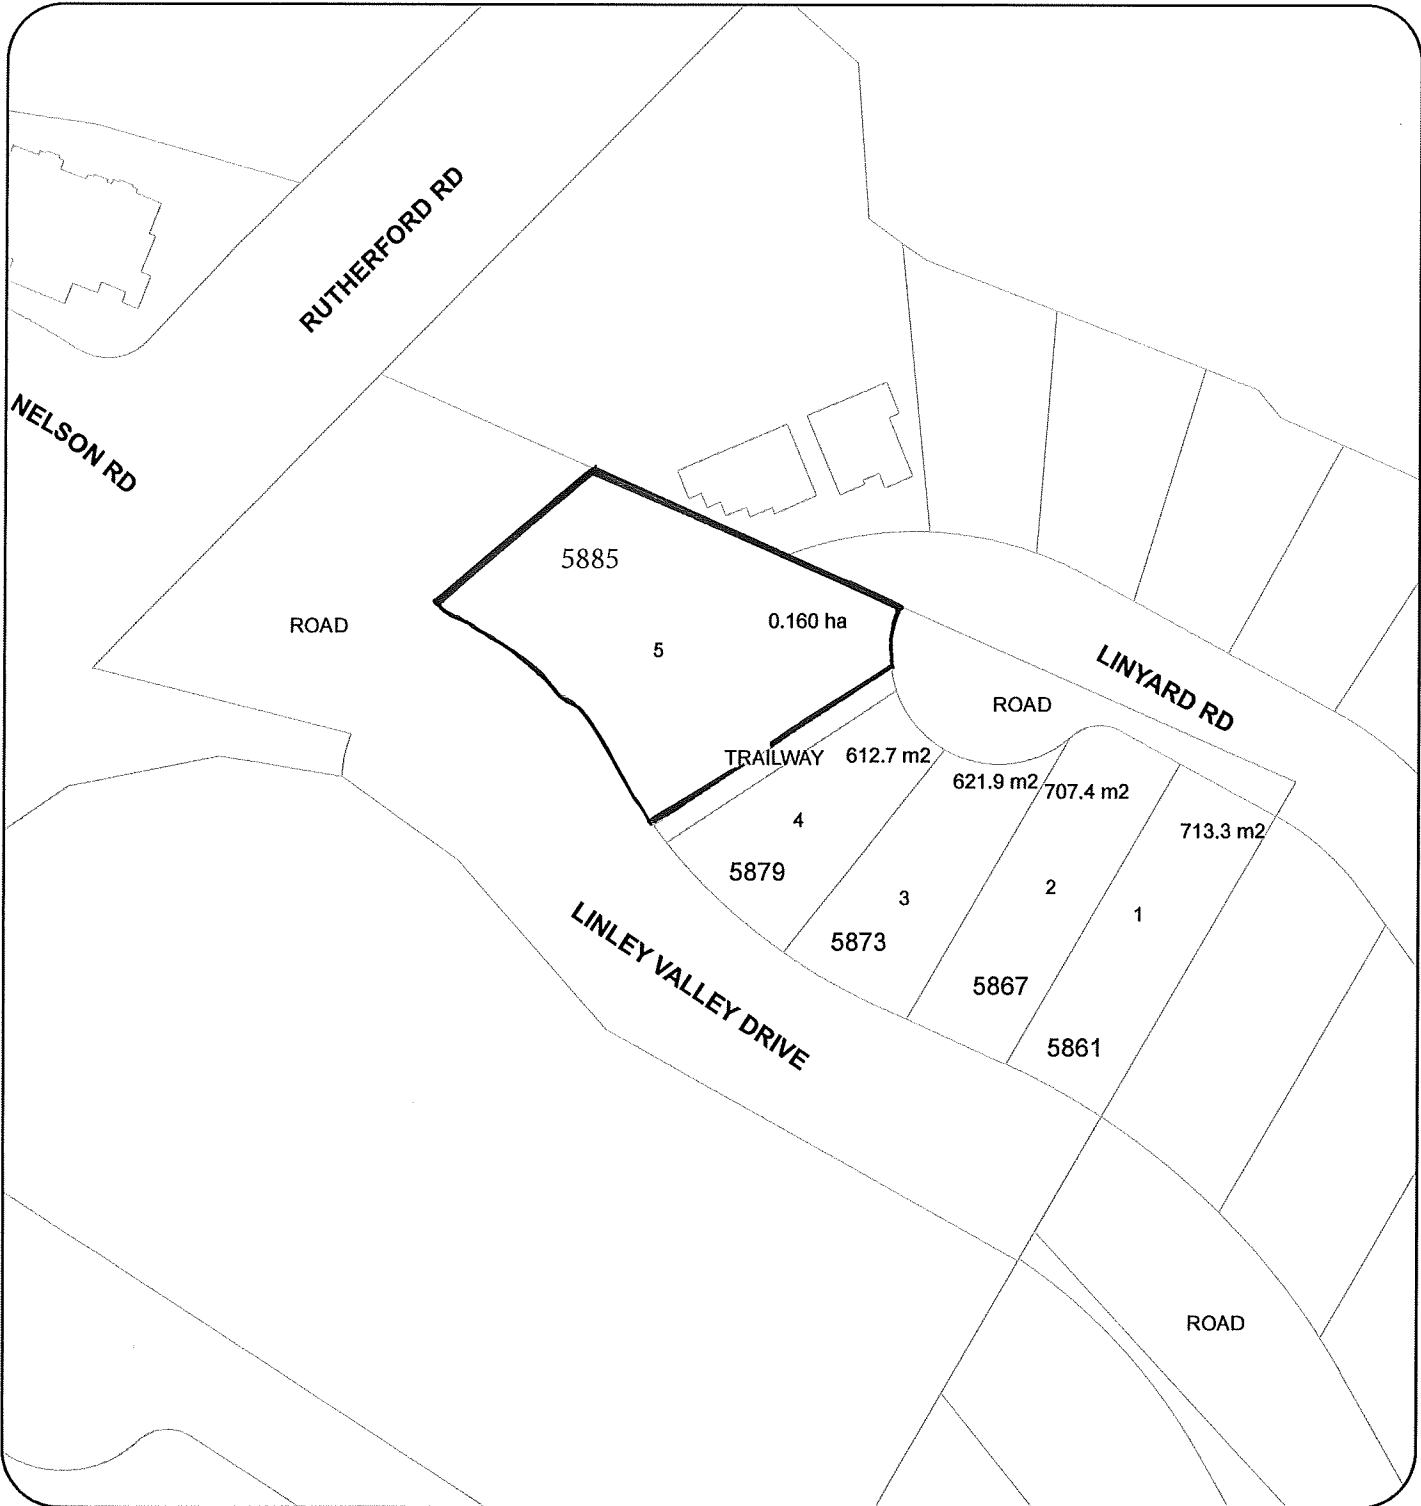 RUTHERFORD RD
NELSON RD
5885
0.160 ha
ROAD
5
LINYARD RD
ROAD
TRAILWAY
612.7 m2
621.9 m2
707.4 m2
713.3 m2
4
5879
3
2
1
5873
LINLEY VALLEY DRIVE
5867
5861
ROAD